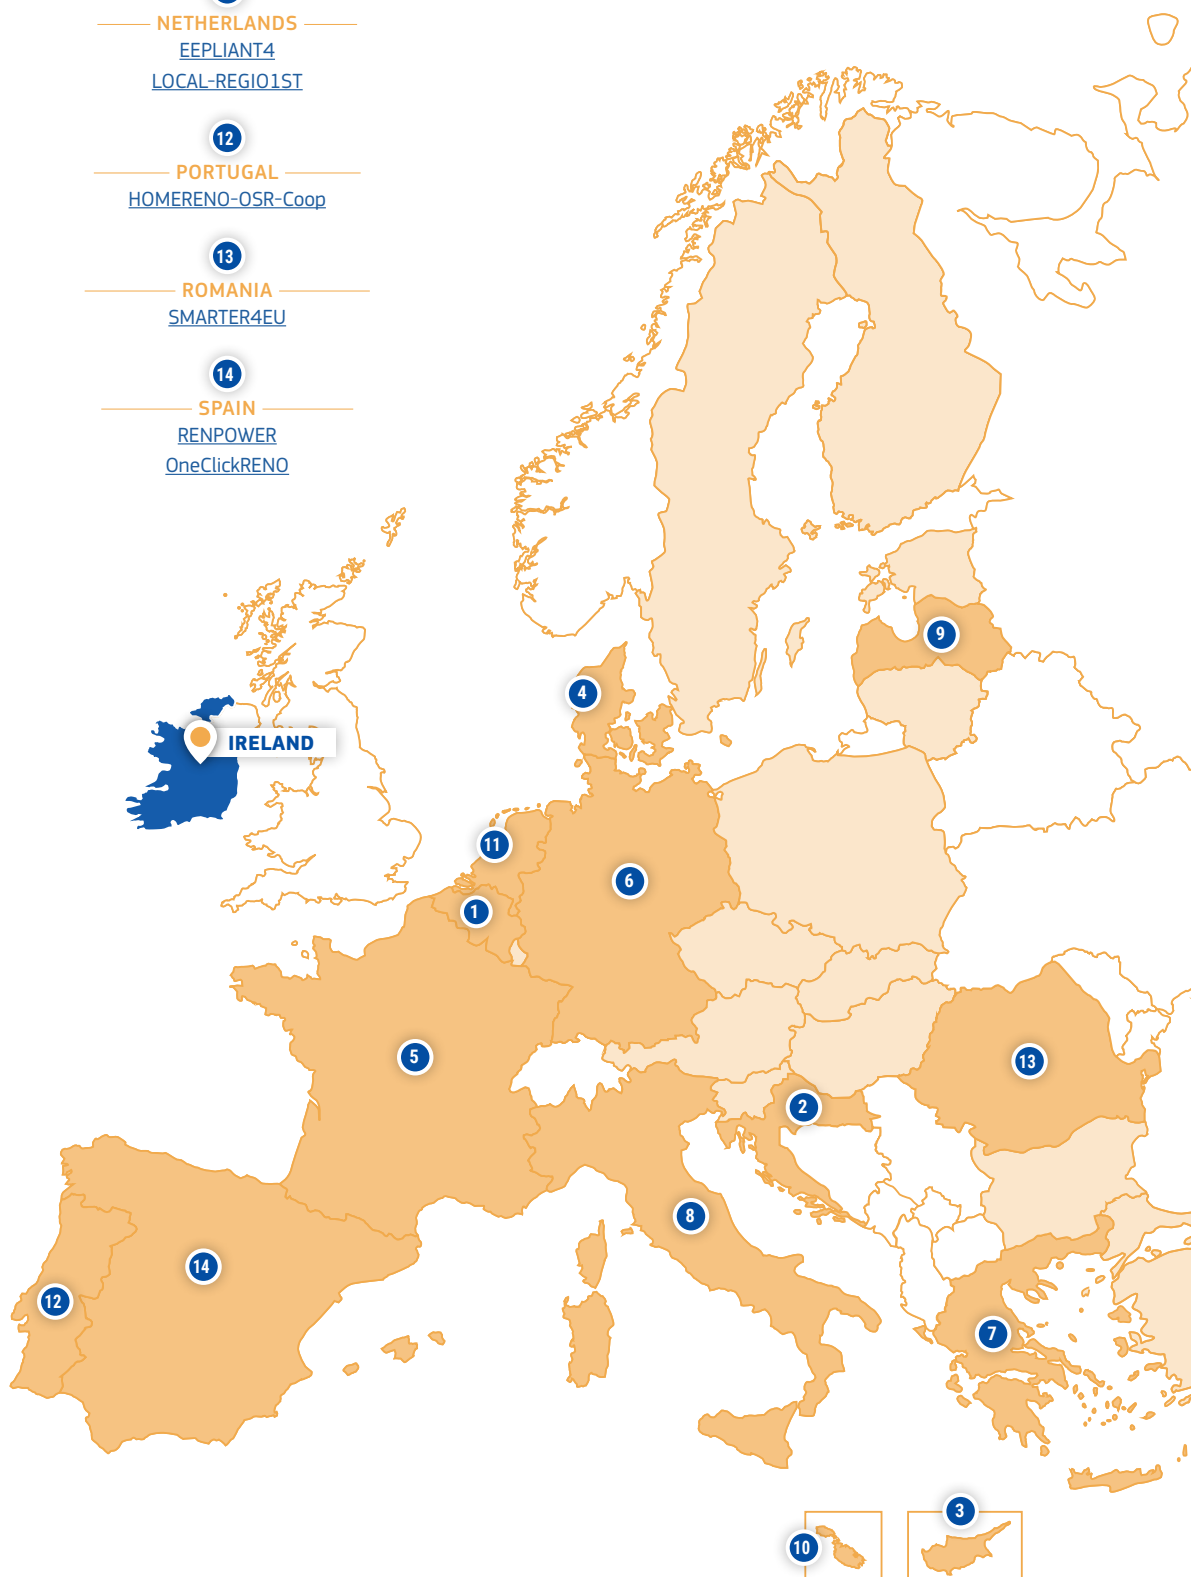 NETHERLANDS
EEPLIANT4
LOCAL-REGIO1ST
12
PORTUGAL
HOMERENO-OSR-Coop
13
ROMANIA
SMARTER4EU
14
SPAIN
RENPOWER
OneClickRENO
9
4
IRELAND
11
6
1
5
13
2
8
14
12
7
3
10